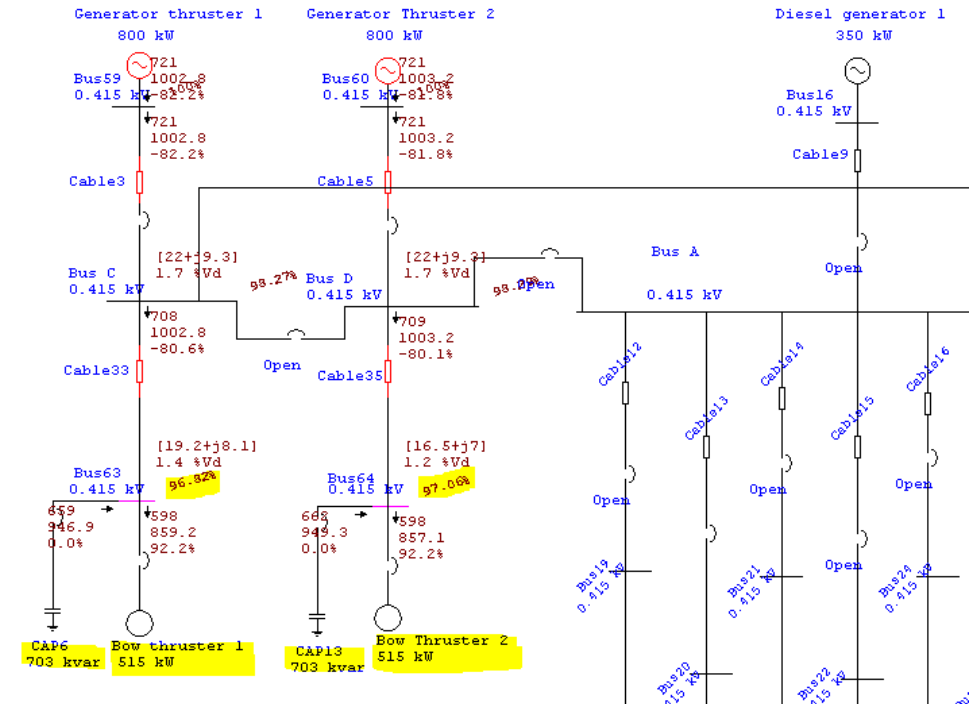 Generator thruster 1
800 kW
Generator Thruster 2
800 kW
Diesel generator 1
350 kW
721
1002.8
-82.2%
100%
Bus59
0.415 kV
721
1003.2
-81.8%
100%
Bus60
0.415 kV
Bus16
0.415 kV
721
1002.8
-82.2%
721
1003.2
-81.8%
Cable9
Cable3
Cable5
[22+j9.3]
1.7 %Vd
[22+j9.3]
1.7 %Vd
Bus C
0.415 kV
98.27%
Bus D
0.415 kV
Open
Bus A
0.415 kV
Open
708
1002.8
-80.6%
709
1003.2
-80.1%
Open
Cable33
Cable35
Cable12
Cable13
Cable14
Cable15
Cable16
[19.2+j8.1]
1.4 %Vd
[16.5+j7]
1.2 %Vd
Bus63
0.415 kV
96.82%
Bus64
0.415 kV
97.06%
Open
Open
Open
659
946.9
0.0%
598
859.2
92.2%
949.3
0.0%
598
857.1
92.2%
Open
Bus19
0.415 kV
Bus21
0.415 kV
Bus24
0.415 kV
CAP6
703 kvar
Bow thruster 1
515 kW
CAP13
703 kvar
Bow Thruster 2
515 kW
Bus20
415 kV
Bus22
415 kV